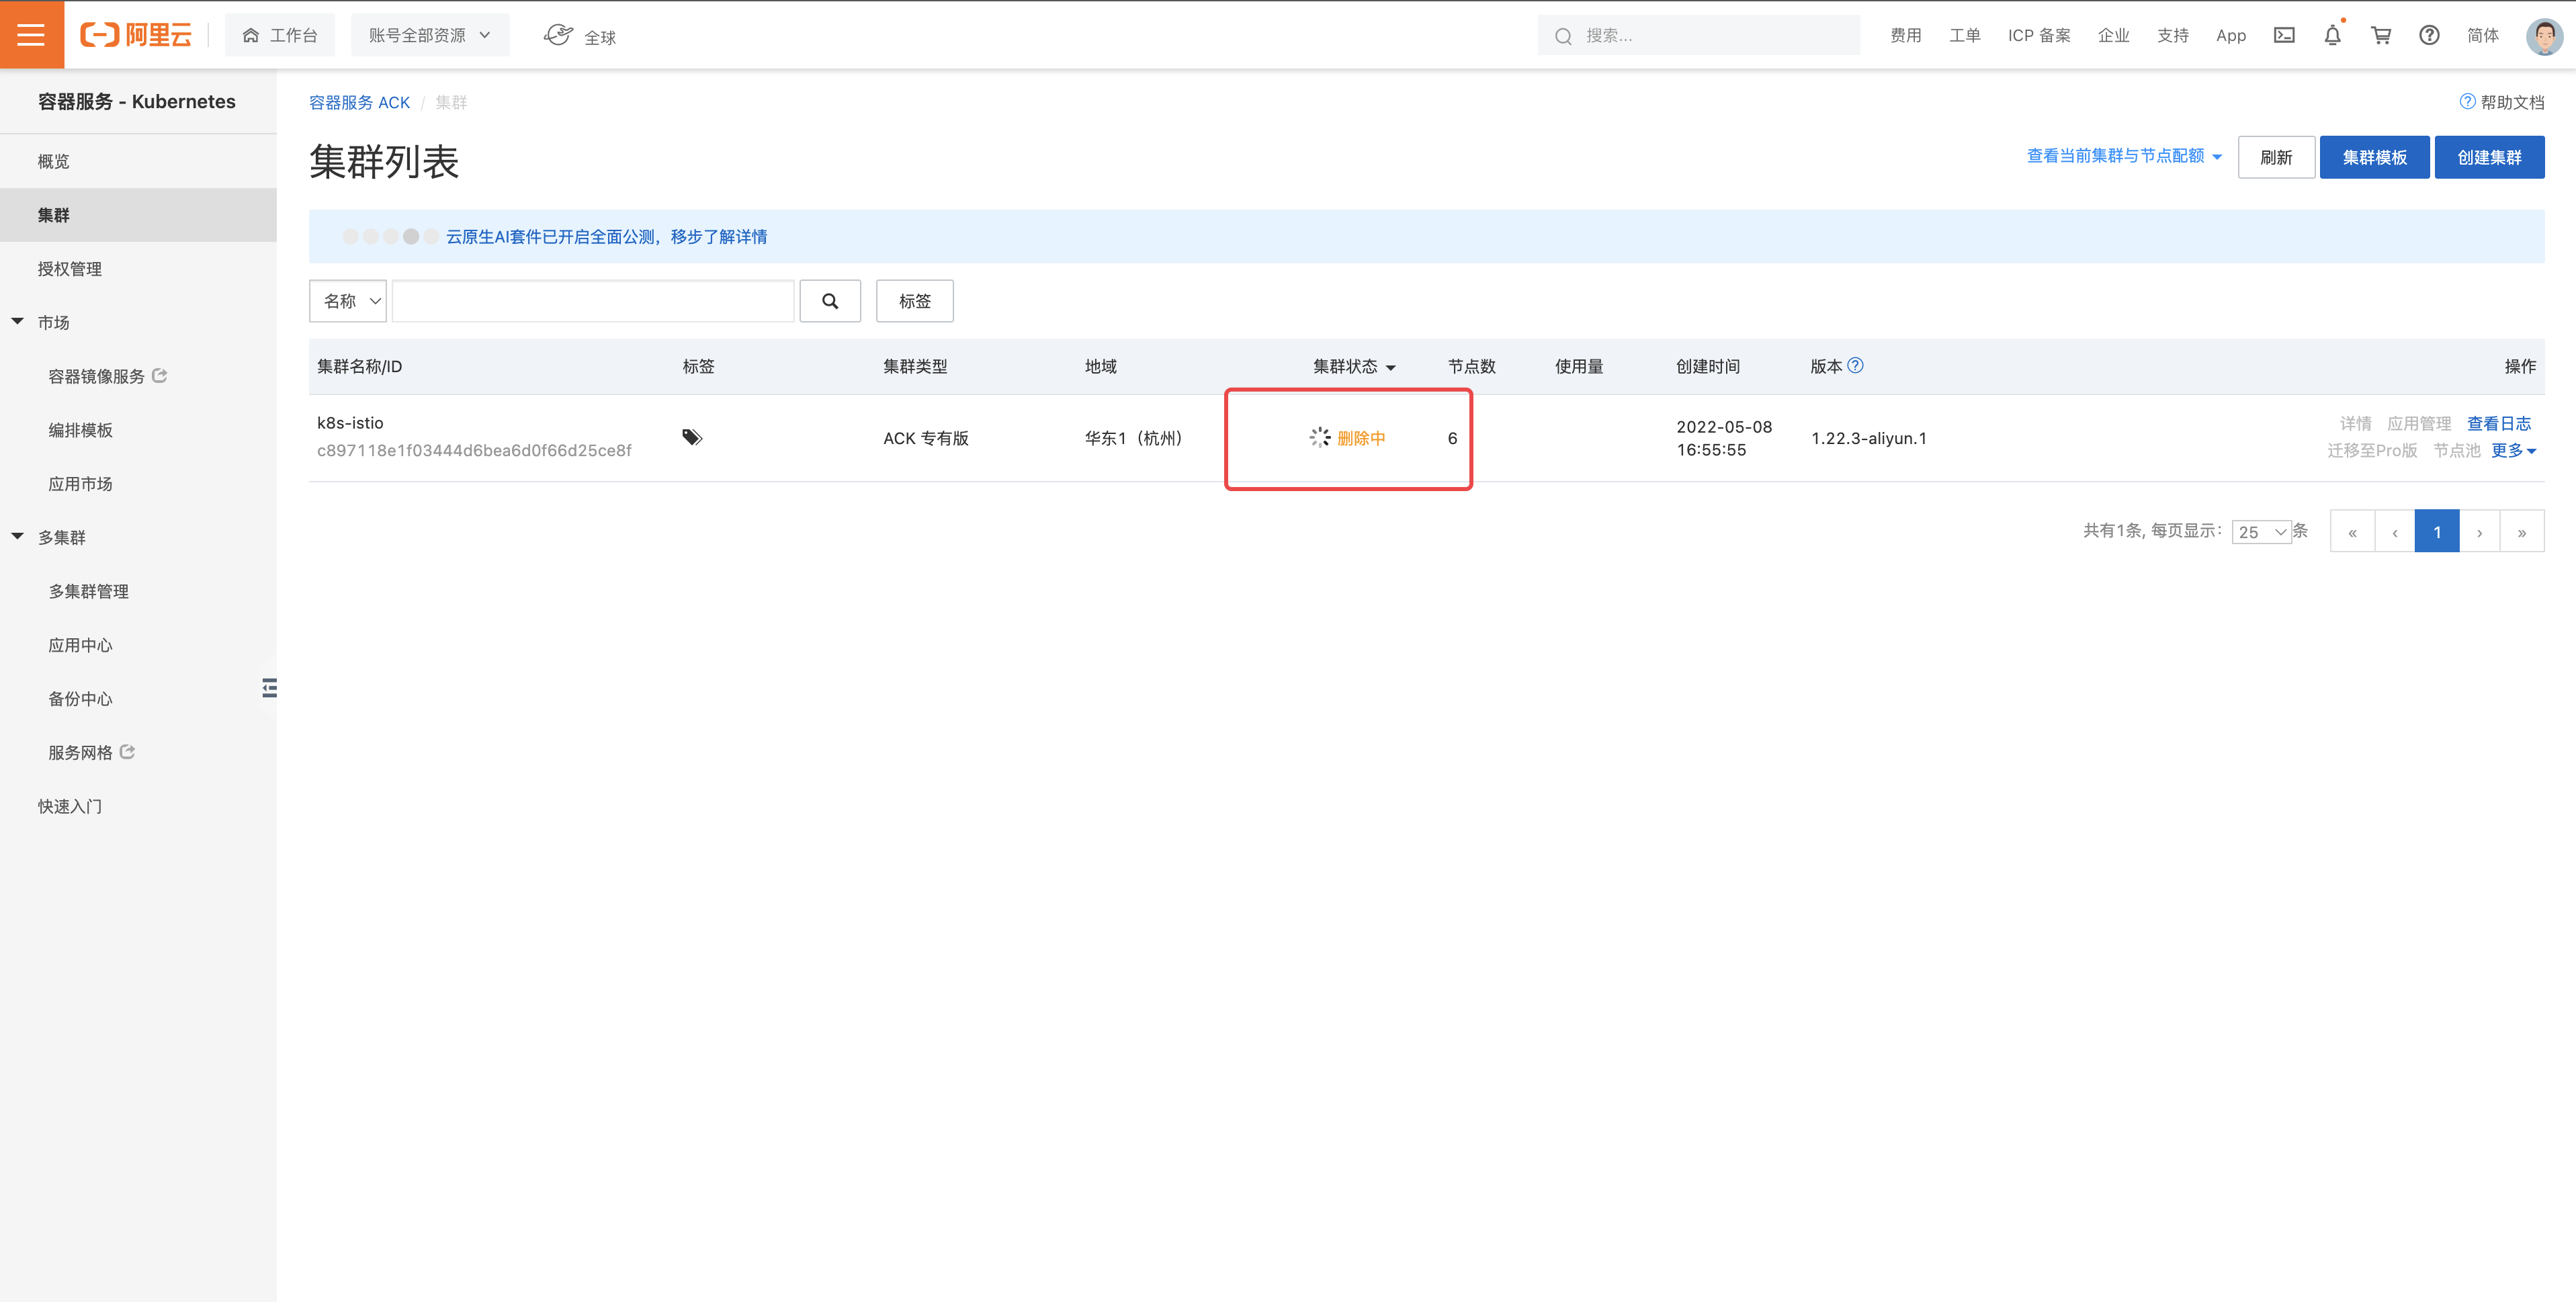 阿里云
工作台
账号全部资源
全球
搜索...
费用
工单
ICP 备案
企业
支持
App
简体
容器服务 - Kubernetes
概览
集群
授权管理
市场
容器镜像服务
编排模板
应用市场
多集群
多集群管理
应用中心
备份中心
服务网格
快速入门
容器服务 ACK / 集群
帮助文档
集群列表
查看当前集群与节点配额
刷新
集群模板
创建集群
云原生AI套件已开启全面公测，移步了解详情
名称
标签
集群名称/ID 标签 集群类型 地域 集群状态 节点数 使用量 创建时间 版本 操作
k8s-istio
c897118e1f03444d6bea6d0f66d25ce8f
ACK 专有版
华东1（杭州）
删除中
6
2022-05-08
16:55:55
1.22.3-aliyun.1
详情 应用管理 查看日志
迁移至Pro版 节点池 更多
共有1条, 每页显示： 25 条
« ‹ 1 › »